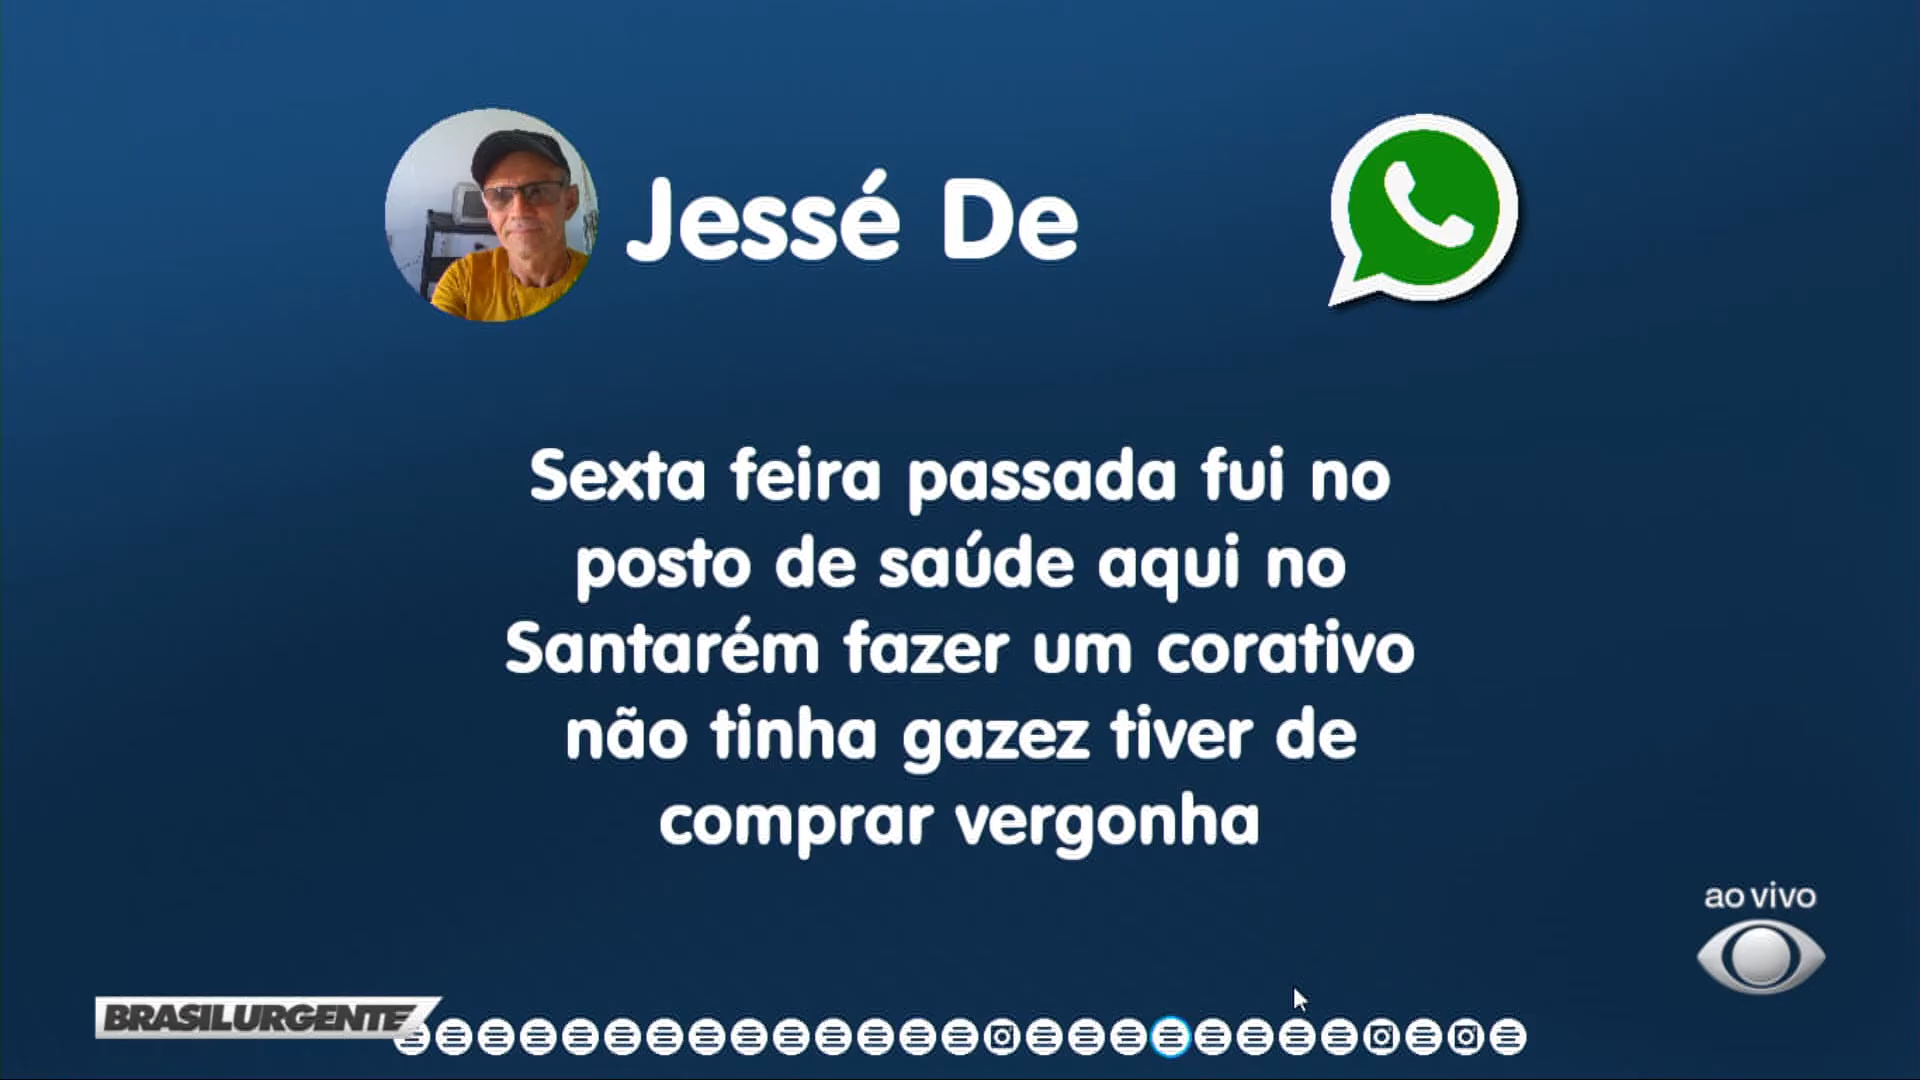 Jessé De
Sexta feira passada fui no
posto de saúde aqui no
Santarém fazer um corativo
não tinha gazez tiver de
comprar vergonha
ao vivo
BRASILURGENTE